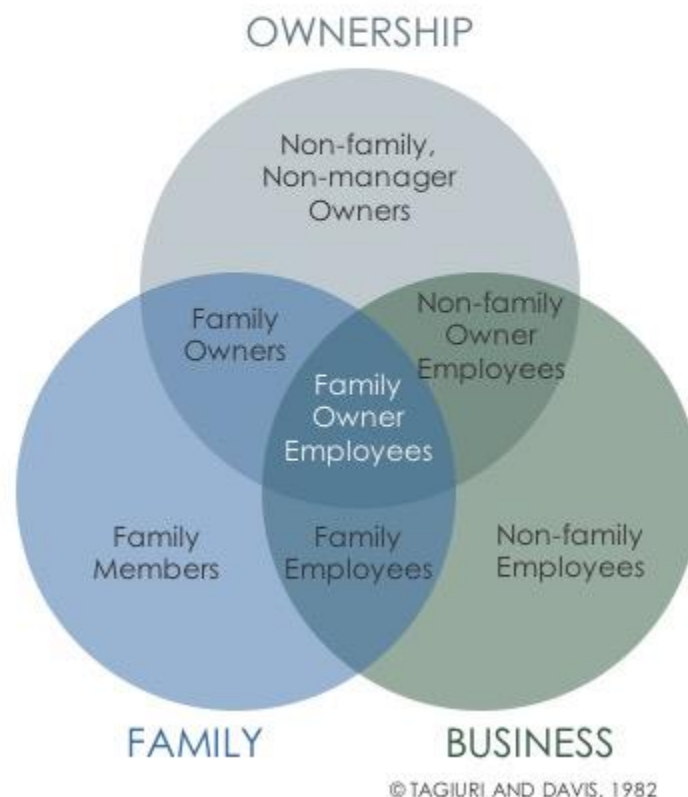 OWNERSHIP
Non-family,
Non-manager
Owners
Family
Owners
Non-family
Owner
Employees
Family
Owner
Employees
Family
Members
Family
Employees
Non-family
Employees
FAMILY
BUSINESS
© TAGIURI AND DAVIS, 1982